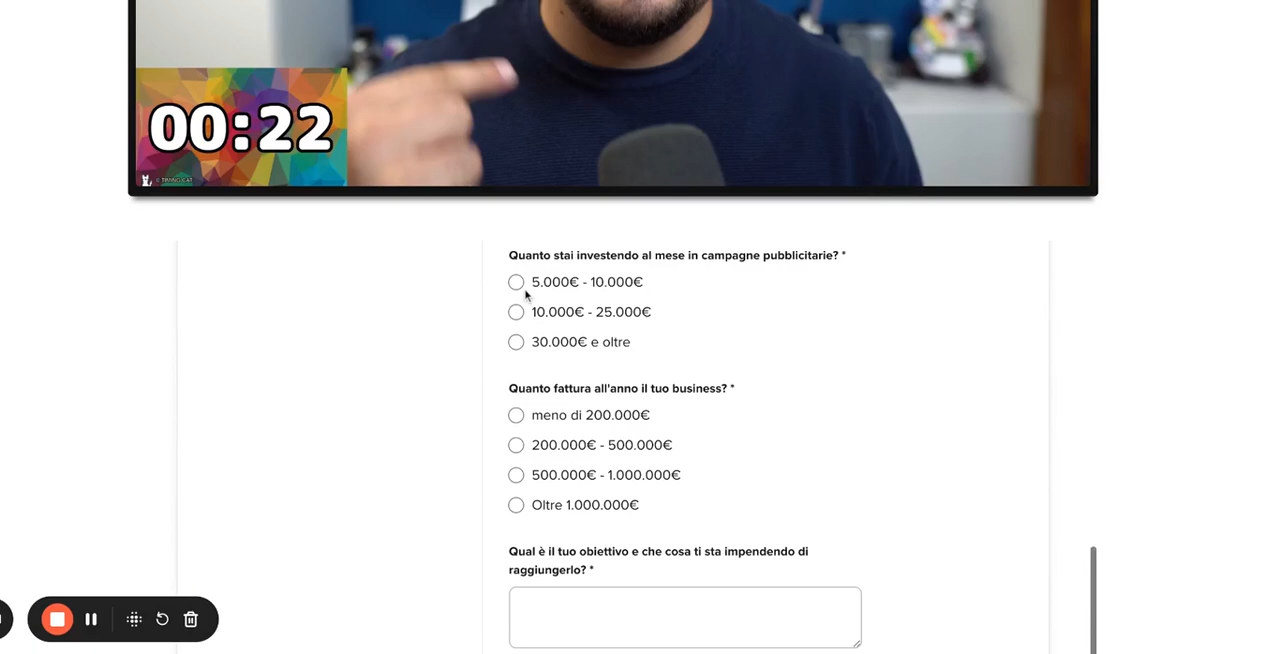 00:22
© TIMINGCAT
Quanto stai investendo al mese in campagne pubblicitarie? *
5.000€ - 10.000€
10.000€ - 25.000€
30.000€ e oltre
Quanto fattura all'anno il tuo business? *
meno di 200.000€
200.000€ - 500.000€
500.000€ - 1.000.000€
Oltre 1.000.000€
Qual è il tuo obiettivo e che cosa ti sta impendendo di
raggiungerlo? *